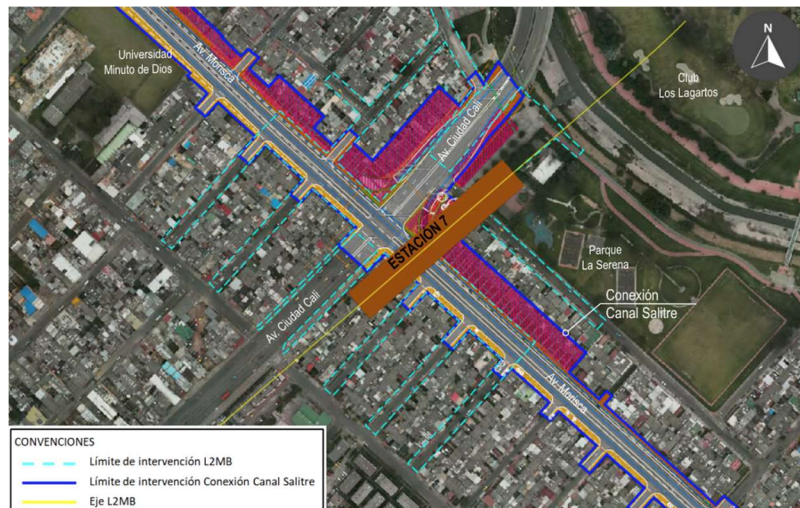 N
Universidad
Minuto de Dios
Av. Morisca
Club
Los Lagartos
Av. Ciudad Cali
ESTACIÓN 7
Parque
La Serena
Conexión
Canal Salitre
Av. Ciudad Cali
Av. Morisca
CONVENCIONES
Límite de intervención L2MB
Límite de intervención Conexión Canal Salitre
Eje L2MB